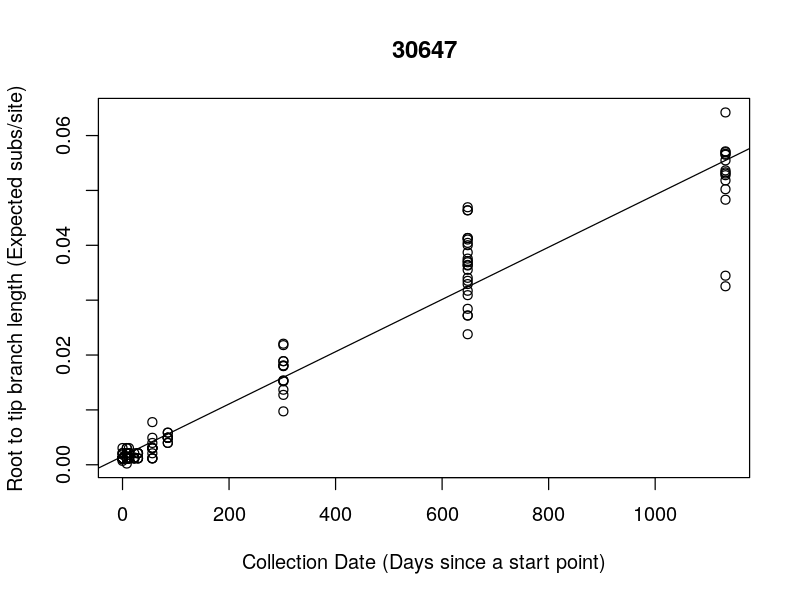 30647
Root to tip branch length (Expected subs/site)
0.06
0.04
0.02
0.00
0 200 400 600 800 1000
Collection Date (Days since a start point)